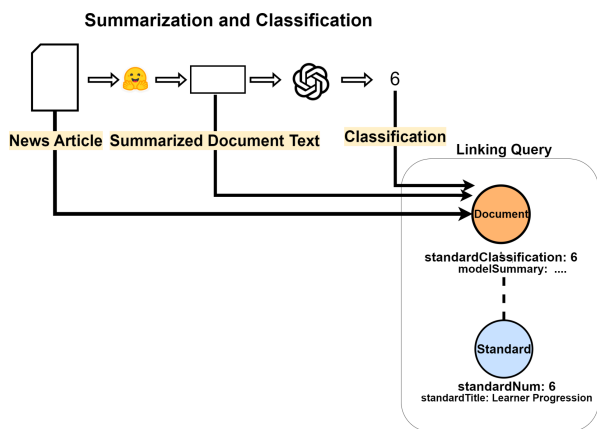 Summarization and Classification
6
News Article
Summarized Document Text
Classification
Linking Query
Document
standardClassification: 6
modelSummary: ....
Standard
standardNum: 6
standardTitle: Learner Progression